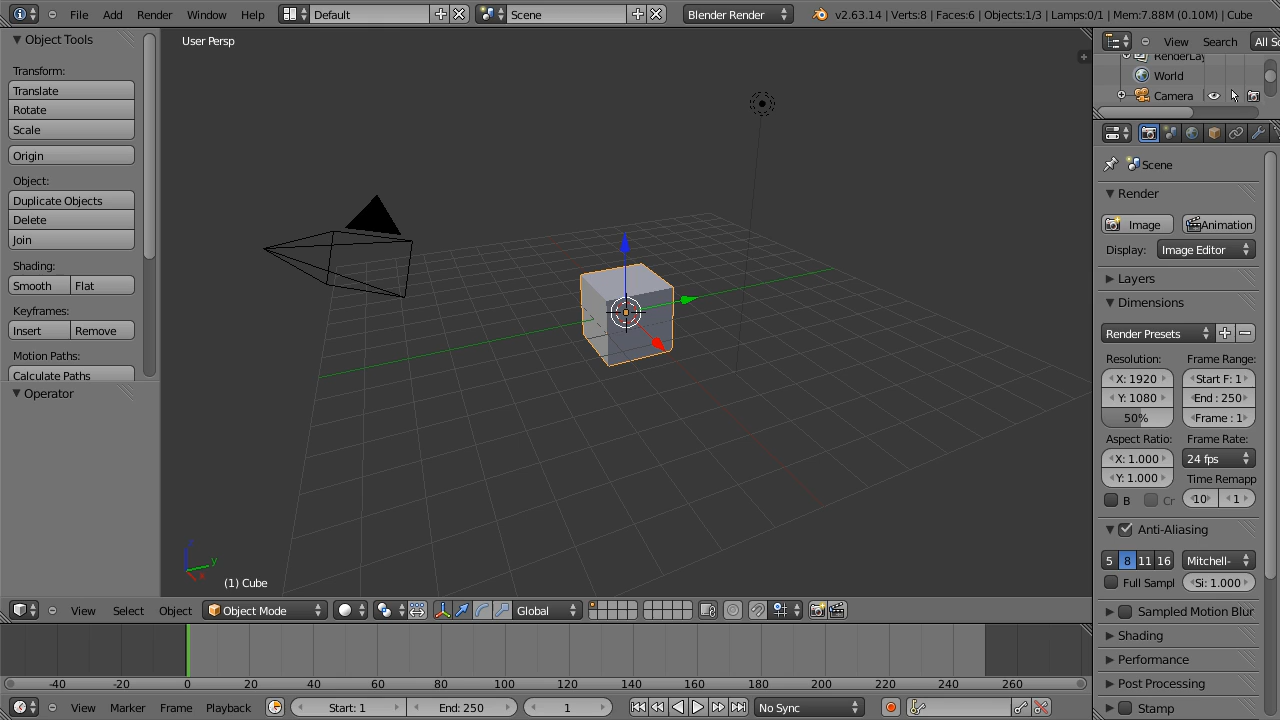 File Add Render Window Help Default Scene Blender Render v2.63.14 | Verts:8 | Faces:6 | Objects:1/3 | Lamps:0/1 | Mem:7.88M (0.10M) | Cube
Object Tools
Transform:
Translate
Rotate
Scale
Origin
Object:
Duplicate Objects
Delete
Join
Shading:
Smooth Flat
Keyframes:
Insert Remove
Motion Paths:
Calculate Paths
Operator
User Persp
z
y
x
(1) Cube
View Select Object Object Mode Global
-40 -20 0 20 40 60 80 100 120 140 160 180 200 220 240 260
View Marker Frame Playback Start: 1 End: 250 1 No Sync
View Search All Sc
RenderLay
World
Camera
Scene
Render
Image Animation
Display: Image Editor
Layers
Dimensions
Render Presets
Resolution: Frame Range:
X: 1920 Start F: 1
Y: 1080 End : 250
50% Frame : 1
Aspect Ratio: Frame Rate:
X: 1.000 24 fps
Y: 1.000 Time Remapp
B Cr 10 1
Anti-Aliasing
5 8 11 16 Mitchell-
Full Sampl Si: 1.000
Sampled Motion Blur
Shading
Performance
Post Processing
Stamp